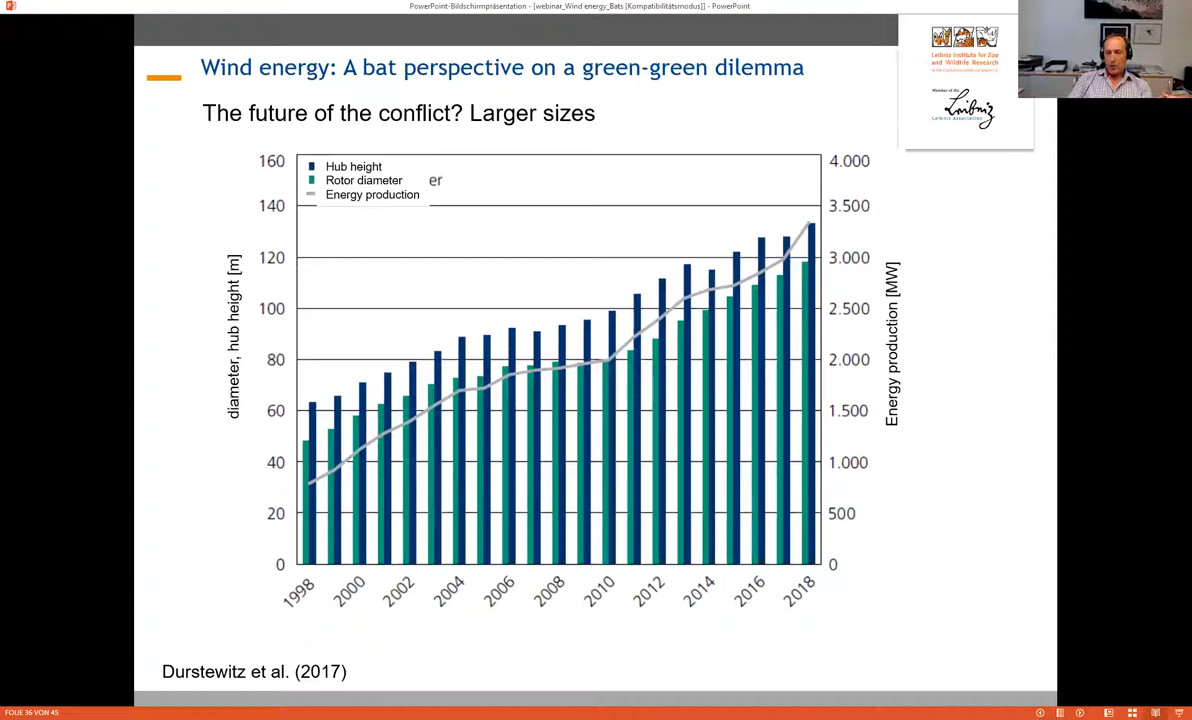 PowerPoint-Bildschirmpräsentation - [webinar_Wind energy_Bats [Kompatibilitätsmodus]] - PowerPoint
Wind energy: A bat perspective on a green-green dilemma
Leibniz Institute for Zoo
and Wildlife Research
Member of the
Leibniz
Leibniz Association
The future of the conflict? Larger sizes
Hub height
Rotor diameter er
Energy production
diameter, hub height [m]
160
140
120
100
80
60
40
20
0
4.000
3.500
3.000
2.500
2.000
1.500
1.000
500
0
Energy production [MW]
1998 2000 2002 2004 2006 2008 2010 2012 2014 2016 2018
Durstewitz et al. (2017)
FOLIE 36 VON 45